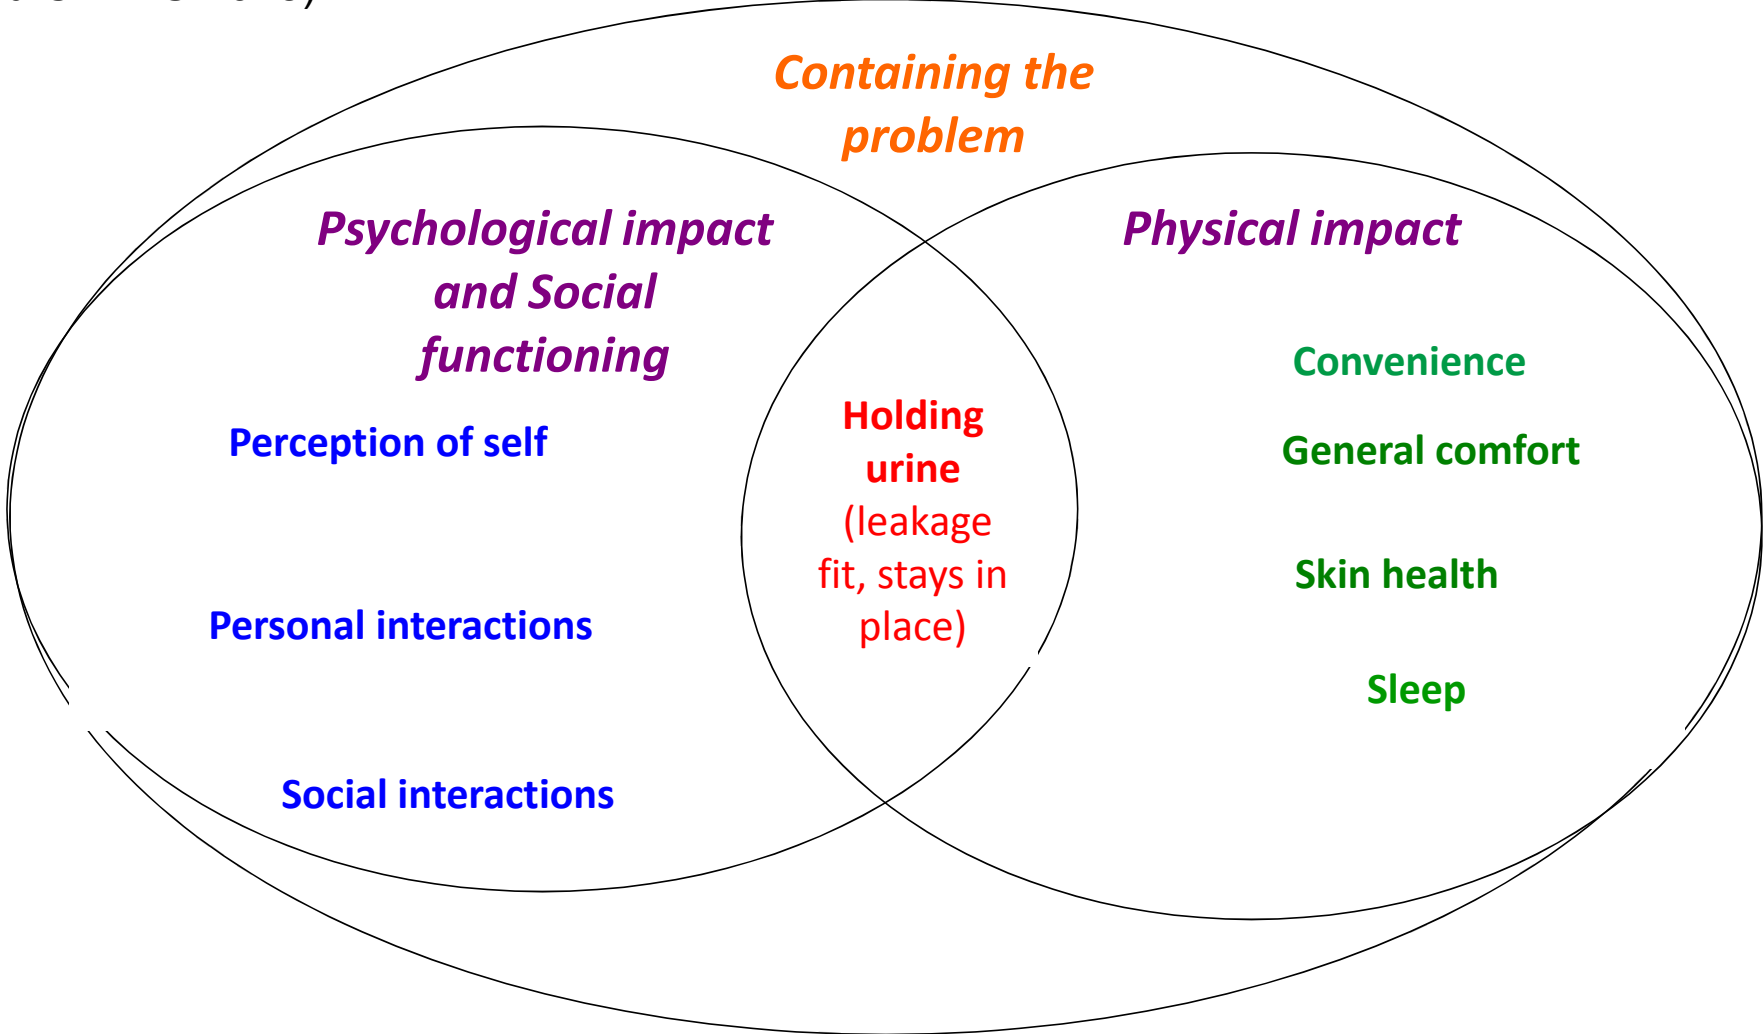 Containing the
problem
Psychological impact
and Social
functioning
Perception of self
Personal interactions
Social interactions
Holding
urine
(leakage
fit, stays in
place)
Physical impact
Convenience
General comfort
Skin health
Sleep